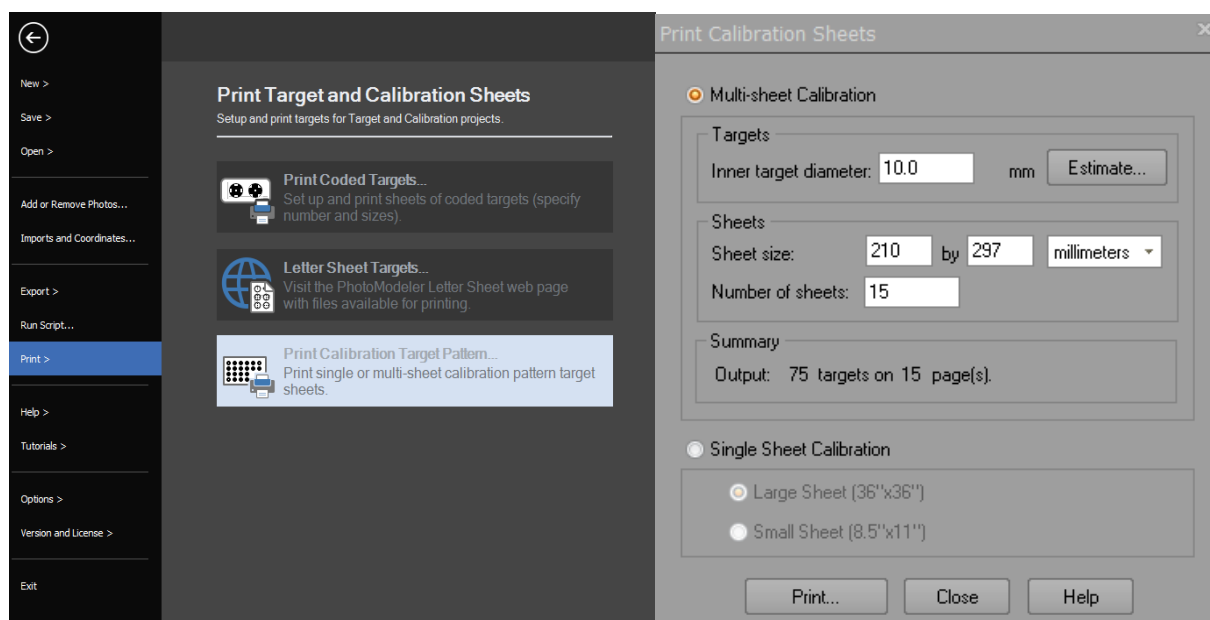 New >
Save >
Open >
Add or Remove Photos...
Imports and Coordinates...
Export >
Run Script...
Print >
Help >
Tutorials >
Options >
Version and License >
Exit
Print Target and Calibration Sheets
Setup and print targets for Target and Calibration projects.
Print Coded Targets...
Set up and print sheets of coded targets (specify
number and sizes).
Letter Sheet Targets...
Visit the PhotoModeler Letter Sheet web page
with files available for printing.
Print Calibration Target Pattern...
Print single or multi-sheet calibration pattern target
sheets.
Print Calibration Sheets
Multi-sheet Calibration
Targets
Inner target diameter: 10.0 mm Estimate...
Sheets
Sheet size: 210 by 297 millimeters
Number of sheets: 15
Summary
Output: 75 targets on 15 page(s).
Single Sheet Calibration
Large Sheet (36"x36")
Small Sheet (8.5"x11")
Print... Close Help